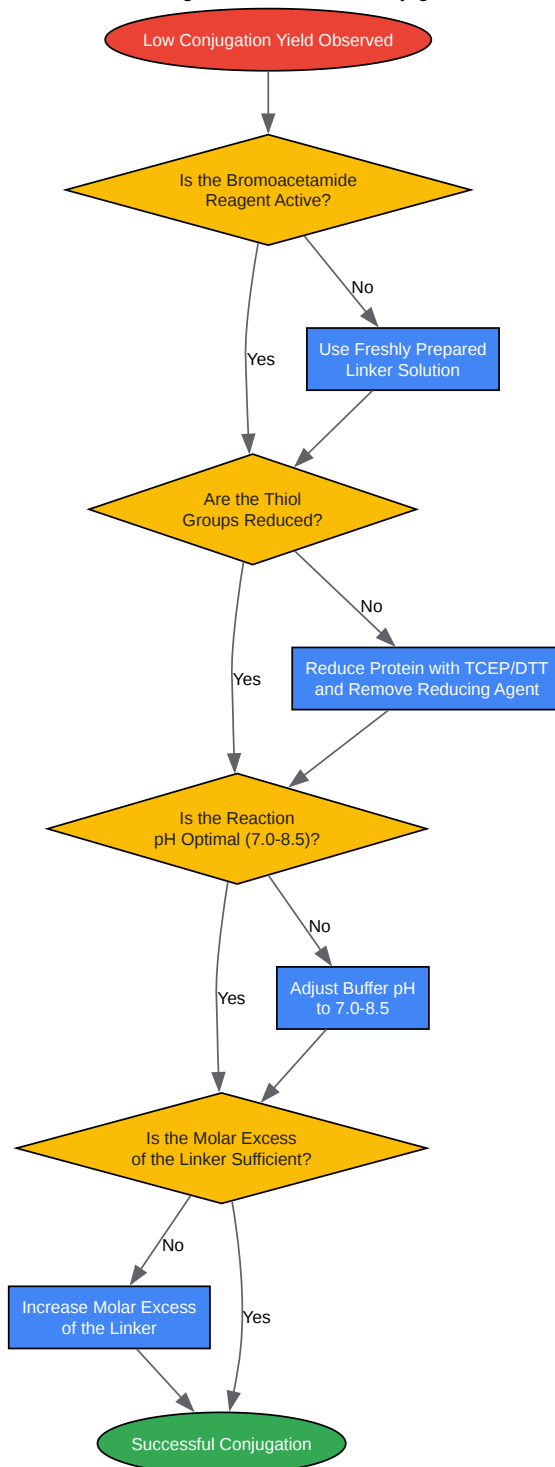 Low Conjugation Yield Observed
Is the Bromoacetamide
Reagent Active?
No
Use Freshly Prepared
Linker Solution
Yes
Are the Thiol
Groups Reduced?
No
Reduce Protein with TCEP/DTT
and Remove Reducing Agent
Yes
Is the Reaction
pH Optimal (7.0-8.5)?
No
Adjust Buffer pH
to 7.0-8.5
Yes
Is the Molar Excess
of the Linker Sufficient?
No
Increase Molar Excess
of the Linker
Yes
Successful Conjugation